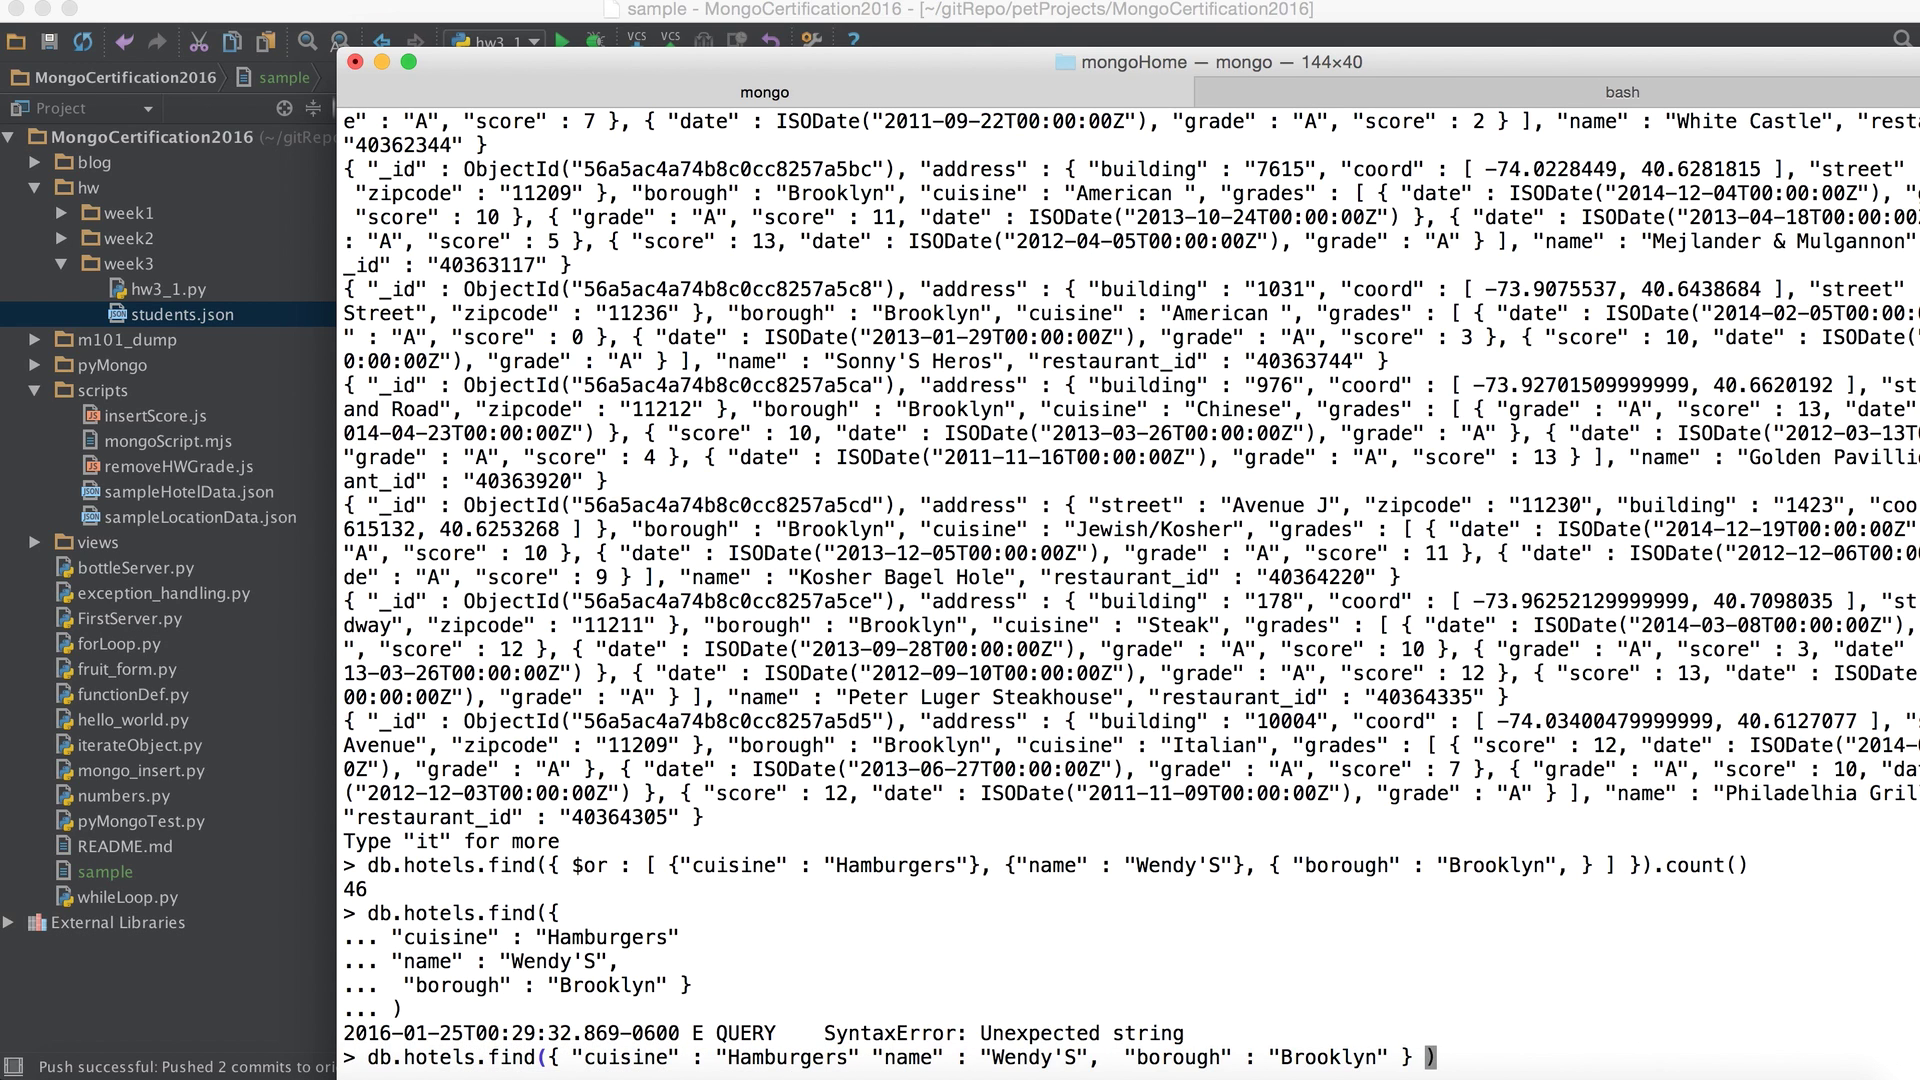 sample - MongoCertification2016 - [~/gitRepo/petProjects/MongoCertification2016]
hw3_1
VCS VCS
MongoCertification2016 sample
Project
MongoCertification2016 (~/gitRepo
blog
hw
week1
week2
week3
hw3_1.py
students.json
m101_dump
pyMongo
scripts
insertScore.js
mongoScript.mjs
removeHWGrade.js
sampleHotelData.json
sampleLocationData.json
views
bottleServer.py
exception_handling.py
FirstServer.py
forLoop.py
fruit_form.py
functionDef.py
hello_world.py
iterateObject.py
mongo_insert.py
numbers.py
pyMongoTest.py
README.md
sample
whileLoop.py
External Libraries
Push successful: Pushed 2 commits to ori
mongoHome — mongo — 144×40
mongo bash
e" : "A", "score" : 7 }, { "date" : ISODate("2011-09-22T00:00:00Z"), "grade" : "A", "score" : 2 } ], "name" : "White Castle", "resta
"40362344" }
{ "_id" : ObjectId("56a5ac4a74b8c0cc8257a5bc"), "address" : { "building" : "7615", "coord" : [ -74.0228449, 40.6281815 ], "street"
"zipcode" : "11209" }, "borough" : "Brooklyn", "cuisine" : "American ", "grades" : [ { "date" : ISODate("2014-12-04T00:00:00Z"), "g
"score" : 10 }, { "grade" : "A", "score" : 11, "date" : ISODate("2013-10-24T00:00:00Z") }, { "date" : ISODate("2013-04-18T00:00:00Z
: "A", "score" : 5 }, { "score" : 13, "date" : ISODate("2012-04-05T00:00:00Z"), "grade" : "A" } ], "name" : "Mejlander & Mulgannon"
_id" : "40363117" }
{ "_id" : ObjectId("56a5ac4a74b8c0cc8257a5c8"), "address" : { "building" : "1031", "coord" : [ -73.9075537, 40.6438684 ], "street"
Street", "zipcode" : "11236" }, "borough" : "Brooklyn", "cuisine" : "American ", "grades" : [ { "date" : ISODate("2014-02-05T00:00:0
" : "A", "score" : 0 }, { "date" : ISODate("2013-01-29T00:00:00Z"), "grade" : "A", "score" : 3 }, { "score" : 10, "date" : ISODate("
0:00:00Z"), "grade" : "A" } ], "name" : "Sonny'S Heros", "restaurant_id" : "40363744" }
{ "_id" : ObjectId("56a5ac4a74b8c0cc8257a5ca"), "address" : { "building" : "976", "coord" : [ -73.92701509999999, 40.6620192 ], "st
and Road", "zipcode" : "11212" }, "borough" : "Brooklyn", "cuisine" : "Chinese", "grades" : [ { "grade" : "A", "score" : 13, "date"
014-04-23T00:00:00Z") }, { "score" : 10, "date" : ISODate("2013-03-26T00:00:00Z"), "grade" : "A" }, { "date" : ISODate("2012-03-13T0
"grade" : "A", "score" : 4 }, { "date" : ISODate("2011-11-16T00:00:00Z"), "grade" : "A", "score" : 13 } ], "name" : "Golden Pavillio
ant_id" : "40363920" }
{ "_id" : ObjectId("56a5ac4a74b8c0cc8257a5cd"), "address" : { "street" : "Avenue J", "zipcode" : "11230", "building" : "1423", "coo
615132, 40.6253268 ] }, "borough" : "Brooklyn", "cuisine" : "Jewish/Kosher", "grades" : [ { "date" : ISODate("2014-12-19T00:00:00Z"
"A", "score" : 10 }, { "date" : ISODate("2013-12-05T00:00:00Z"), "grade" : "A", "score" : 11 }, { "date" : ISODate("2012-12-06T00:00
de" : "A", "score" : 9 } ], "name" : "Kosher Bagel Hole", "restaurant_id" : "40364220" }
{ "_id" : ObjectId("56a5ac4a74b8c0cc8257a5ce"), "address" : { "building" : "178", "coord" : [ -73.96252129999999, 40.7098035 ], "st
dway", "zipcode" : "11211" }, "borough" : "Brooklyn", "cuisine" : "Steak", "grades" : [ { "date" : ISODate("2014-03-08T00:00:00Z"),
", "score" : 12 }, { "date" : ISODate("2013-09-28T00:00:00Z"), "grade" : "A", "score" : 10 }, { "grade" : "A", "score" : 3, "date"
13-03-26T00:00:00Z") }, { "date" : ISODate("2012-09-10T00:00:00Z"), "grade" : "A", "score" : 12 }, { "score" : 13, "date" : ISODate
00:00:00Z"), "grade" : "A" } ], "name" : "Peter Luger Steakhouse", "restaurant_id" : "40364335" }
{ "_id" : ObjectId("56a5ac4a74b8c0cc8257a5d5"), "address" : { "building" : "10004", "coord" : [ -74.03400479999999, 40.6127077 ], "s
Avenue", "zipcode" : "11209" }, "borough" : "Brooklyn", "cuisine" : "Italian", "grades" : [ { "score" : 12, "date" : ISODate("2014-0
0Z"), "grade" : "A" }, { "date" : ISODate("2013-06-27T00:00:00Z"), "grade" : "A", "score" : 7 }, { "grade" : "A", "score" : 10, "dat
("2012-12-03T00:00:00Z") }, { "score" : 12, "date" : ISODate("2011-11-09T00:00:00Z"), "grade" : "A" } ], "name" : "Philadelhia Gril
"restaurant_id" : "40364305" }
Type "it" for more
> db.hotels.find({ $or : [ {"cuisine" : "Hamburgers"}, {"name" : "Wendy'S"}, { "borough" : "Brooklyn", } ] }).count()
46
> db.hotels.find({
... "cuisine" : "Hamburgers"
... "name" : "Wendy'S",
...  "borough" : "Brooklyn" }
... )
2016-01-25T00:29:32.869-0600 E QUERY    SyntaxError: Unexpected string
> db.hotels.find({ "cuisine" : "Hamburgers" "name" : "Wendy'S",  "borough" : "Brooklyn" } )